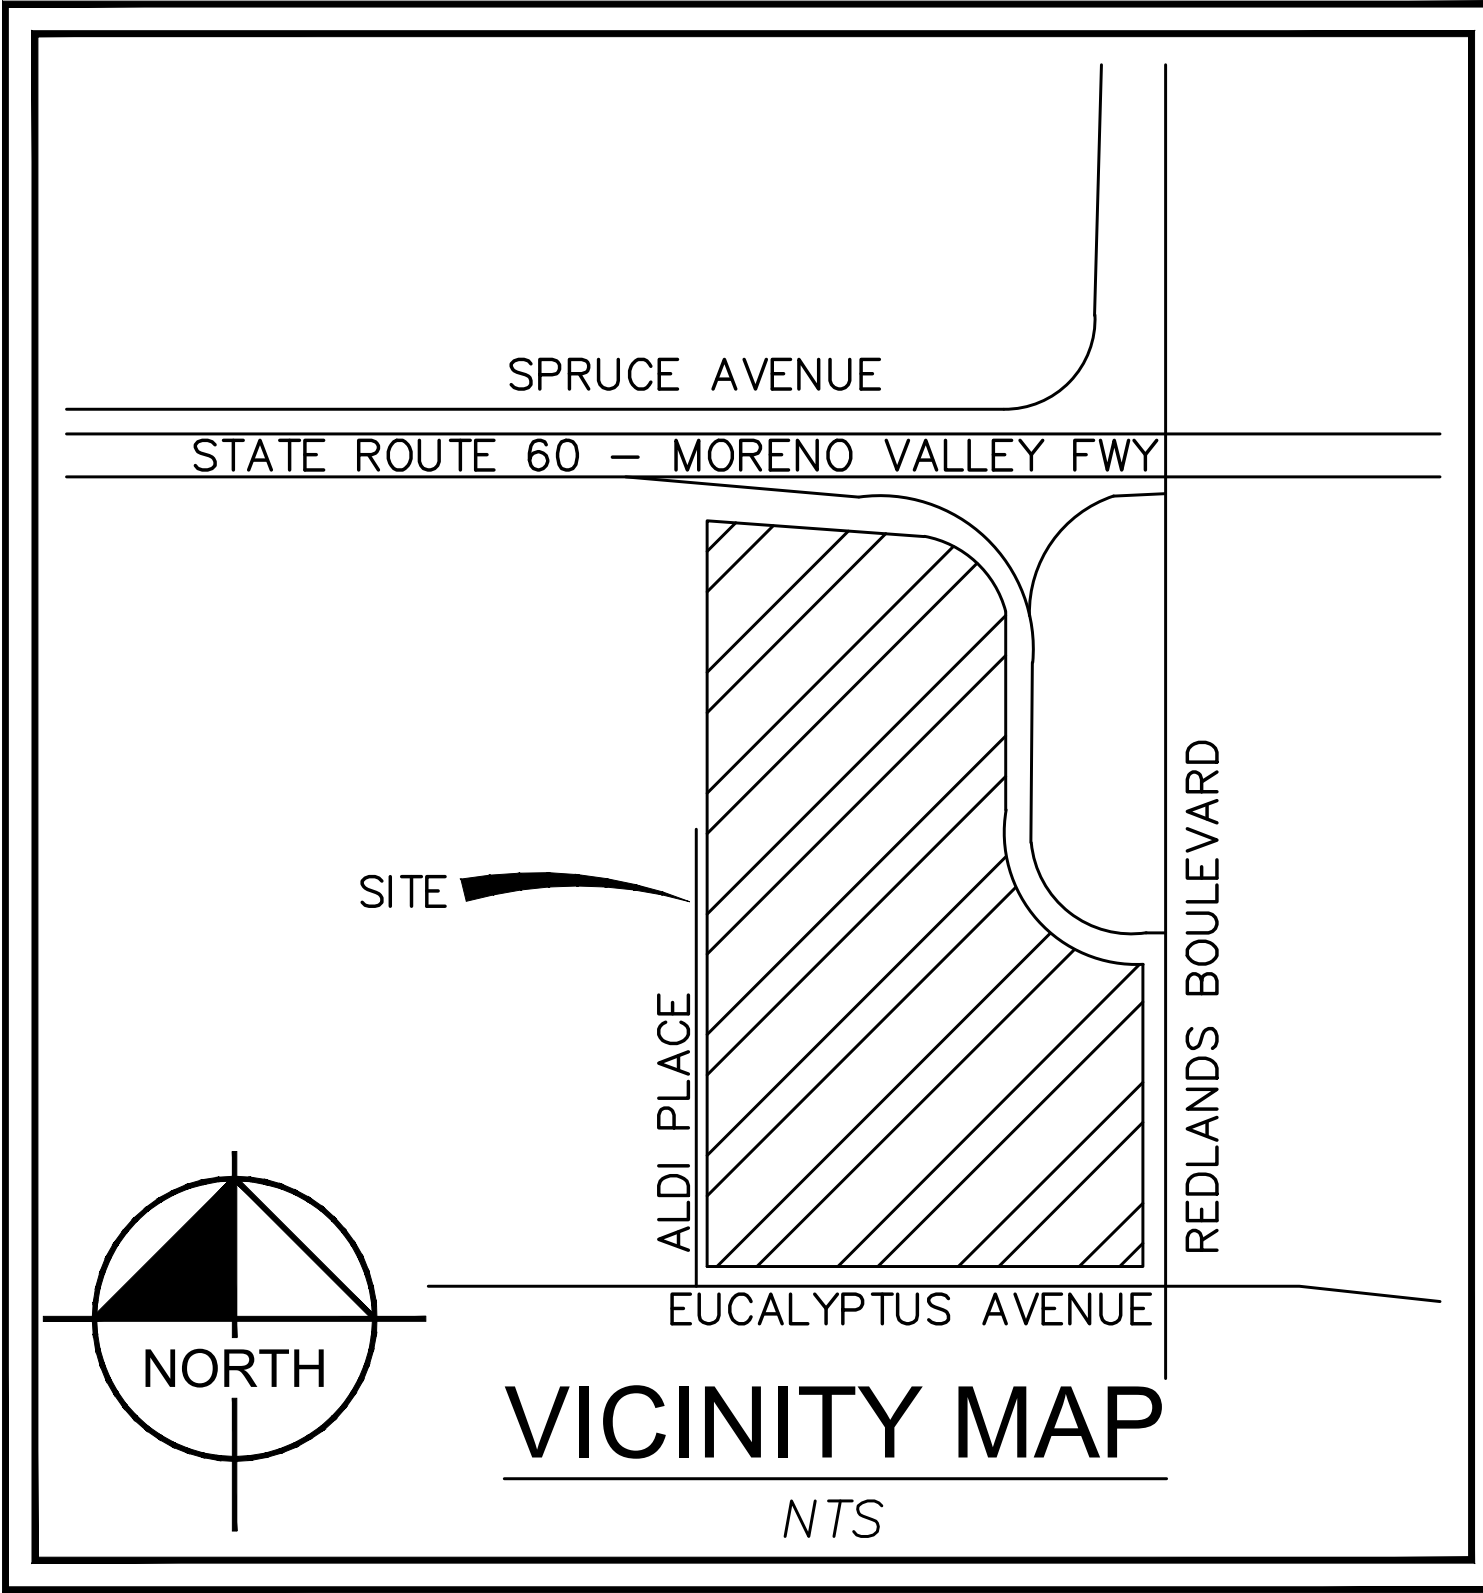 SPRUCE AVENUE
STATE ROUTE 60 - MORENO VALLEY FWY
SITE
ALDI PLACE
REDLANDS BOULEVARD
EUCALYPTUS AVENUE
NORTH
VICINITY MAP
NTS